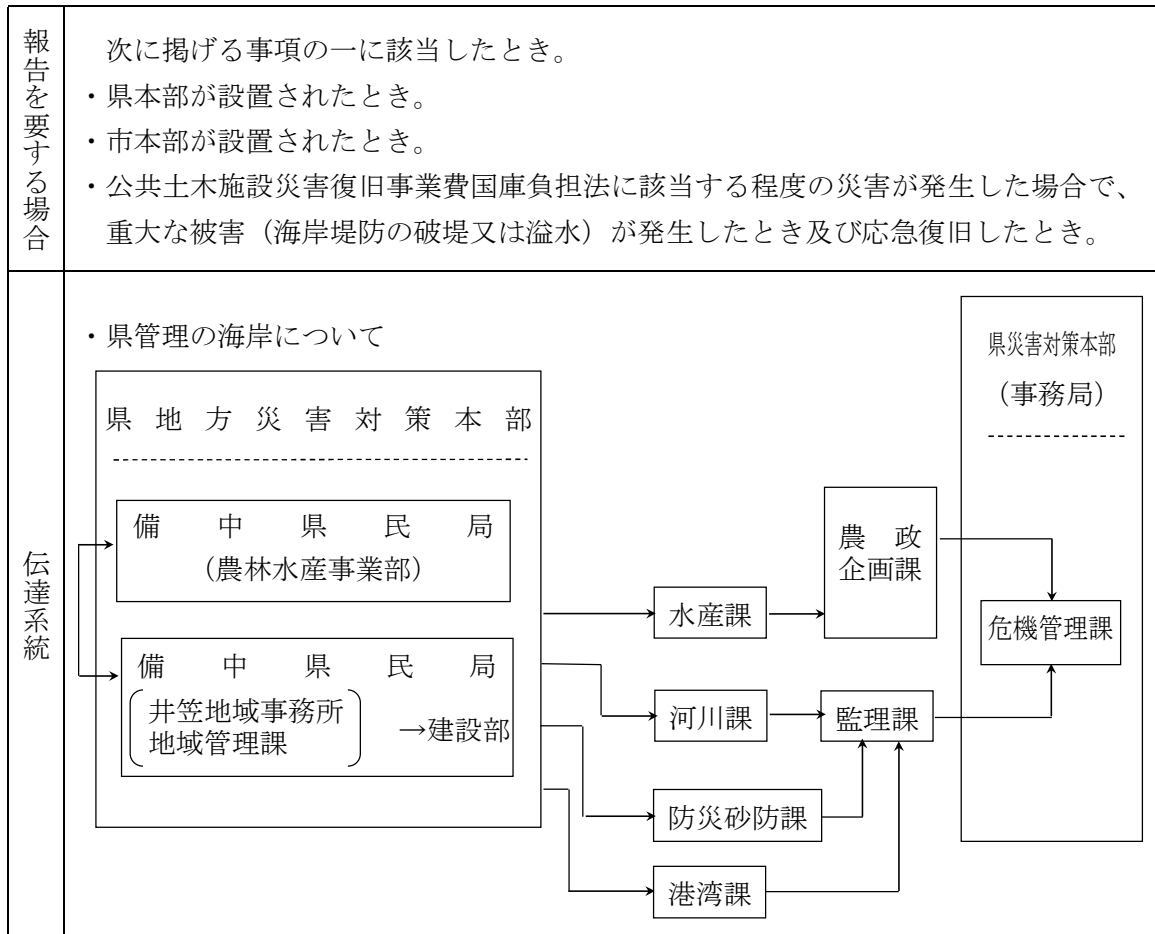 報告を要する場合
次に掲げる事項の一に該当したとき。
・県本部が設置されたとき。
・市本部が設置されたとき。
・公共土木施設災害復旧事業費国庫負担法に該当する程度の災害が発生した場合で、
重大な被害（海岸堤防の破堤又は溢水）が発生したとき及び応急復旧したとき。
伝達系統
・県管理の海岸について
県地方災害対策本部
備中県民局
（農林水産事業部）
備中県民局
井笠地域事務所
地域管理課
→建設部
水産課
河川課
防災砂防課
港湾課
農政
企画課
監理課
県災害対策本部
（事務局）
危機管理課